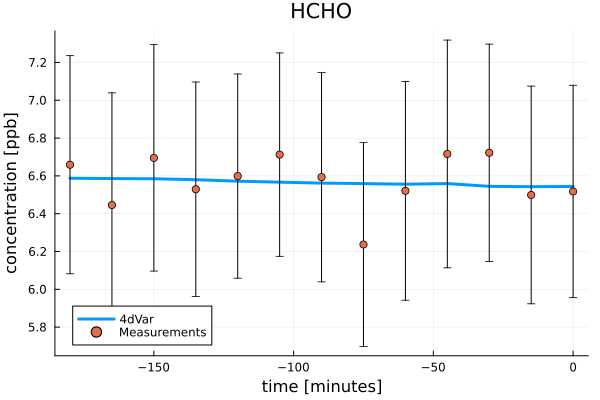 HCHO
concentration [ppb]
7.2
7.0
6.8
6.6
6.4
6.2
6.0
5.8
4dVar
Measurements
−150
−100
−50
0
time [minutes]